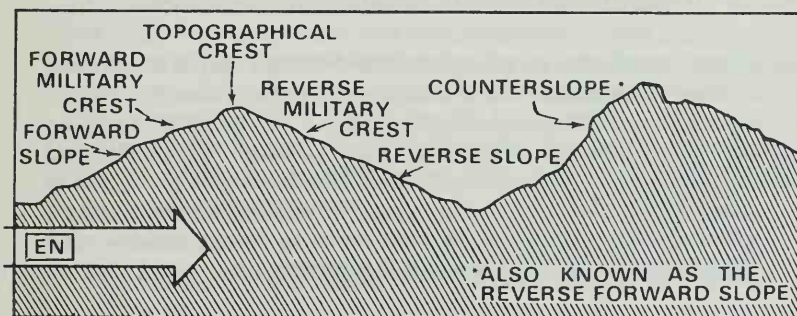 TOPOGRAPHICAL
CREST
FORWARD
MILITARY
CREST
FORWARD
SLOPE
REVERSE
MILITARY
CREST
REVERSE SLOPE
COUNTERSLOPE*
EN
*ALSO KNOWN AS THE
REVERSE FORWARD SLOPE